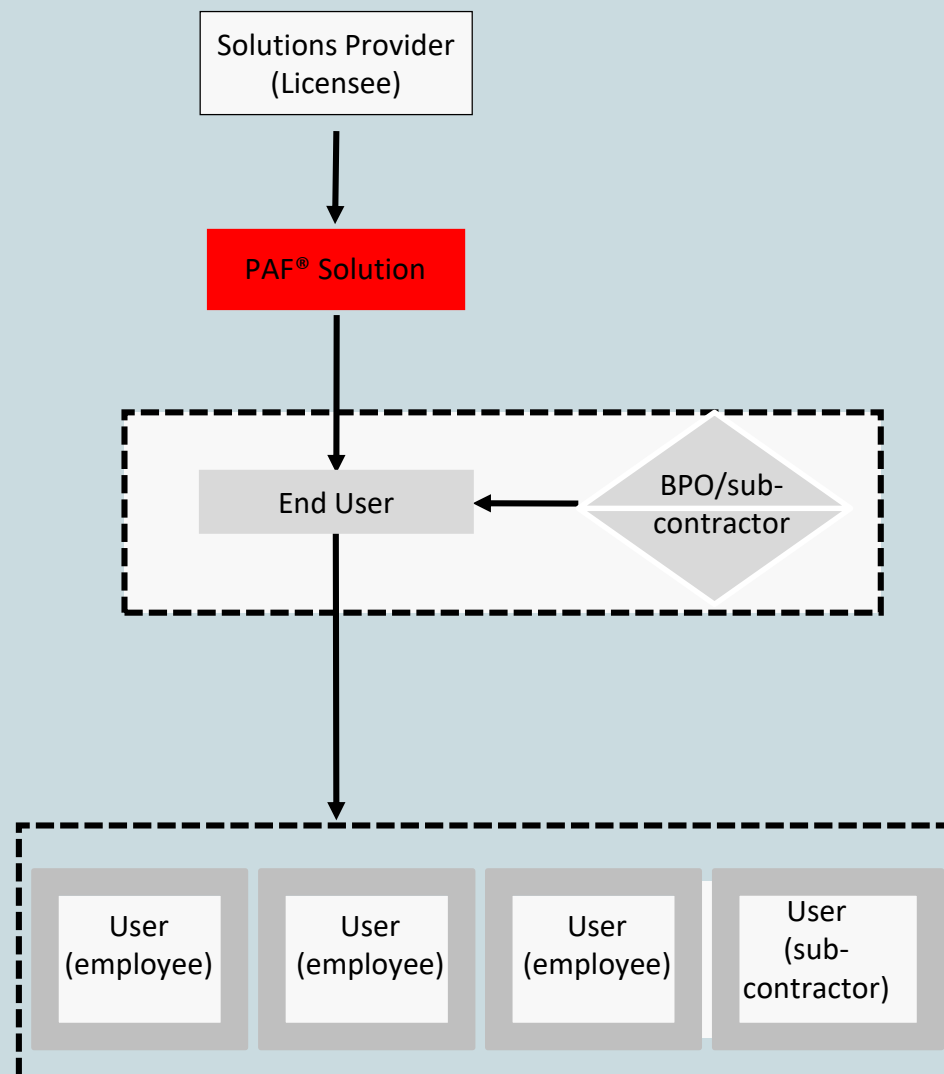 Solutions Provider
(Licensee)
PAF® Solution
End User
BPO/sub-
contractor
User
(employee)
User
(employee)
User
(employee)
User
(sub-
contractor)